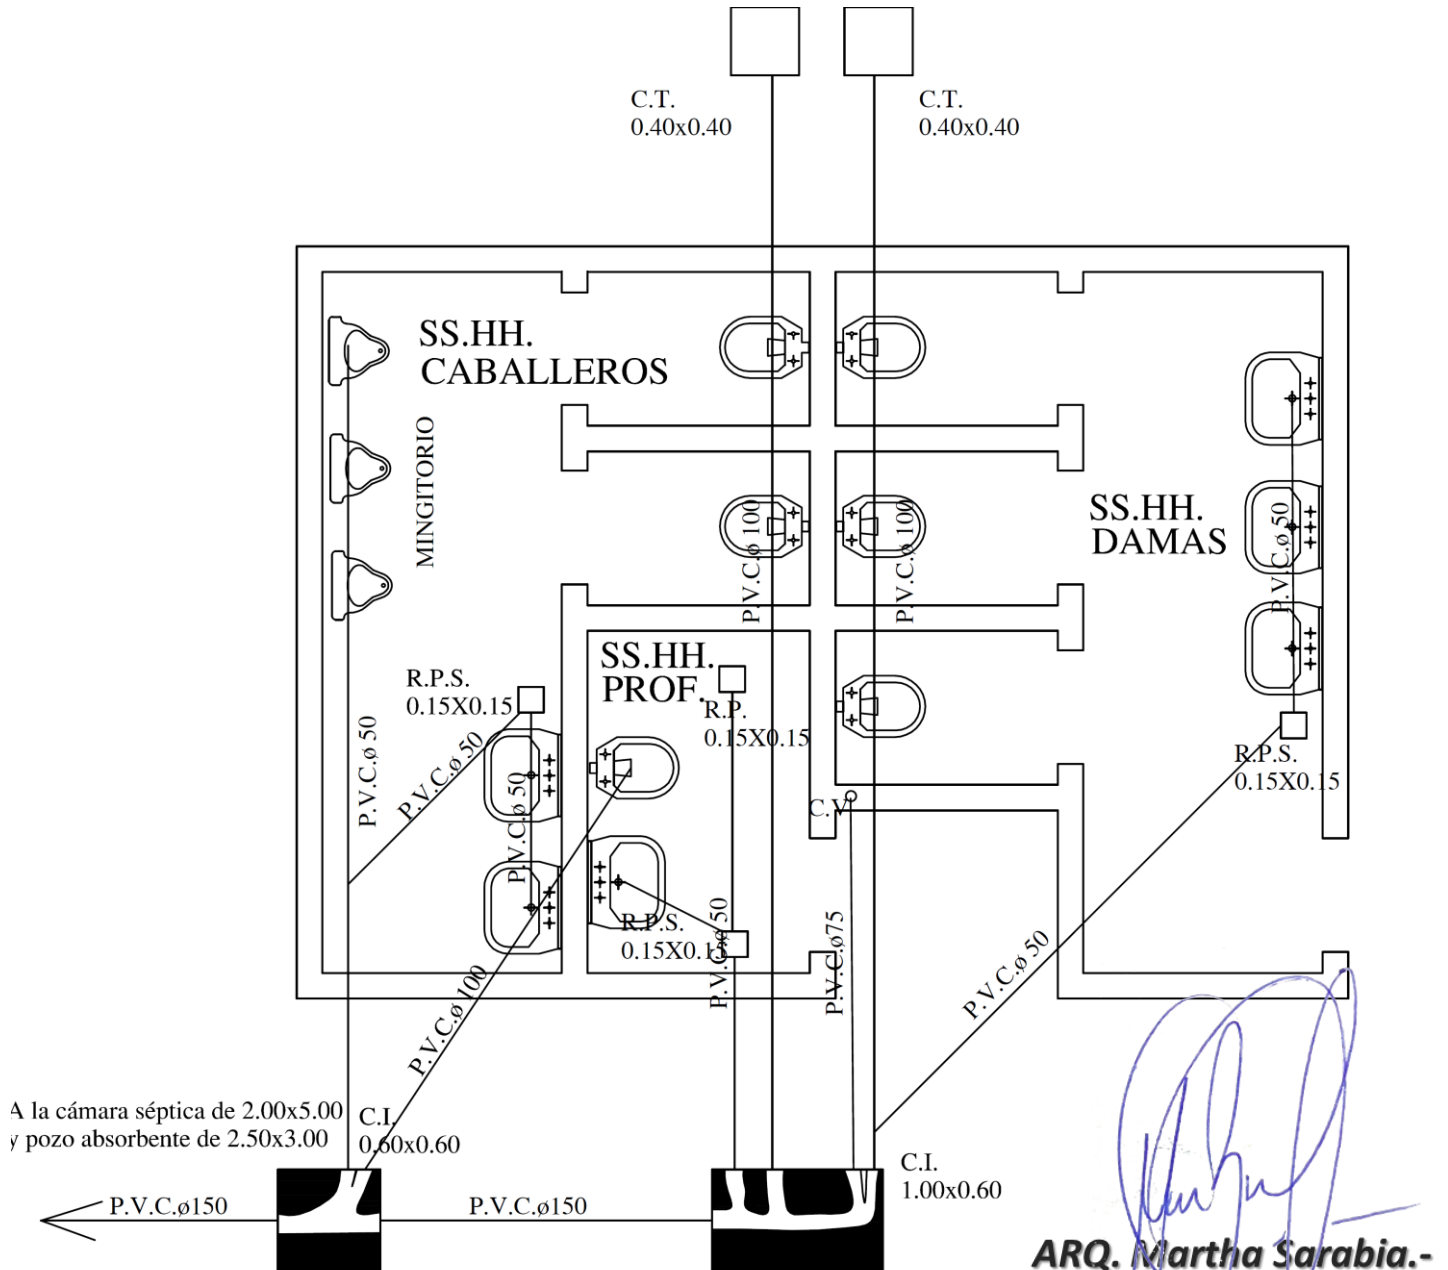 C.T.
0.40x0.40
C.T.
0.40x0.40
SS.HH.
CABALLEROS
MINGITORIO
P.V.C.ø 100
P.V.C.ø 100
SS.HH.
DAMAS
P.V.C.ø 50
SS.HH.
PROF.
R.P.S.
0.15X0.15
R.P.
0.15X0.15
P.V.C.ø 50
P.V.C.ø 50
P.V.C.ø 50
R.P.S.
0.15X0.15
C.V
R.P.S.
0.15X0.15
P.V.C.ø 50
P.V.C.ø75
P.V.C.ø 50
P.V.C.ø 100
A la cámara séptica de 2.00x5.00
y pozo absorbente de 2.50x3.00
C.I.
0.60x0.60
C.I.
1.00x0.60
P.V.C.ø150
P.V.C.ø150
ARQ. Martha Sarabia.-